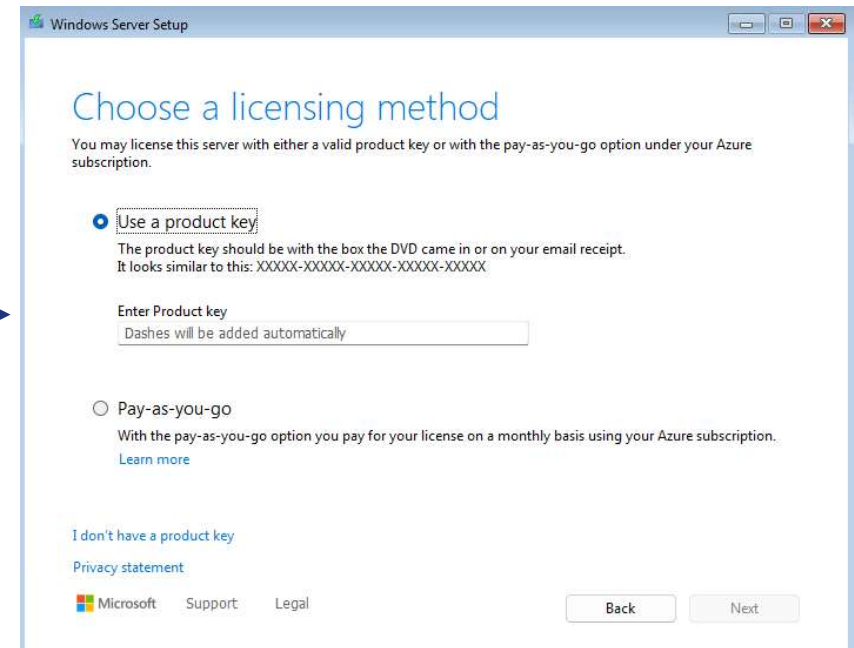 Windows Server Setup
Choose a licensing method
You may license this server with either a valid product key or with the pay-as-you-go option under your Azure
subscription.
Use a product key
The product key should be with the box the DVD came in or on your email receipt.
It looks similar to this: XXXXX-XXXXX-XXXXX-XXXXX-XXXXX
Enter Product key
Dashes will be added automatically
Pay-as-you-go
With the pay-as-you-go option you pay for your license on a monthly basis using your Azure subscription.
Learn more
I don't have a product key
Privacy statement
Microsoft Support Legal
Back Next